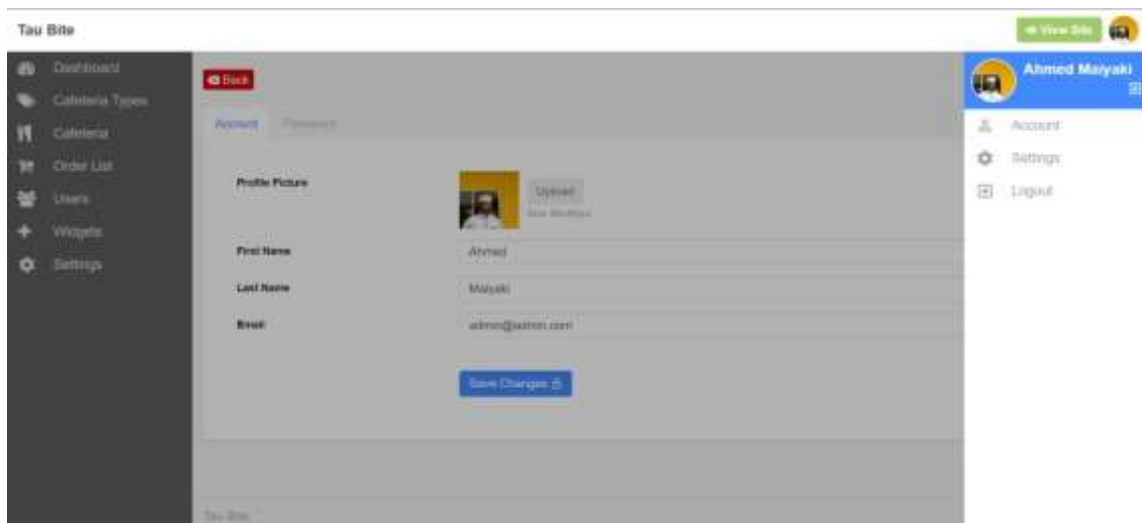 Tau Bite
View Site
Ahmed Maiyaki
Account
Settings
Logout
Dashboard
Cafeteria Types
Cafeteria
Order List
Users
Widgets
Settings
Back
Account Password
Profile Picture
Upload
First Name
Ahmed
Last Name
Maiyaki
Email
admin@admin.com
Save Changes
Tau Bite